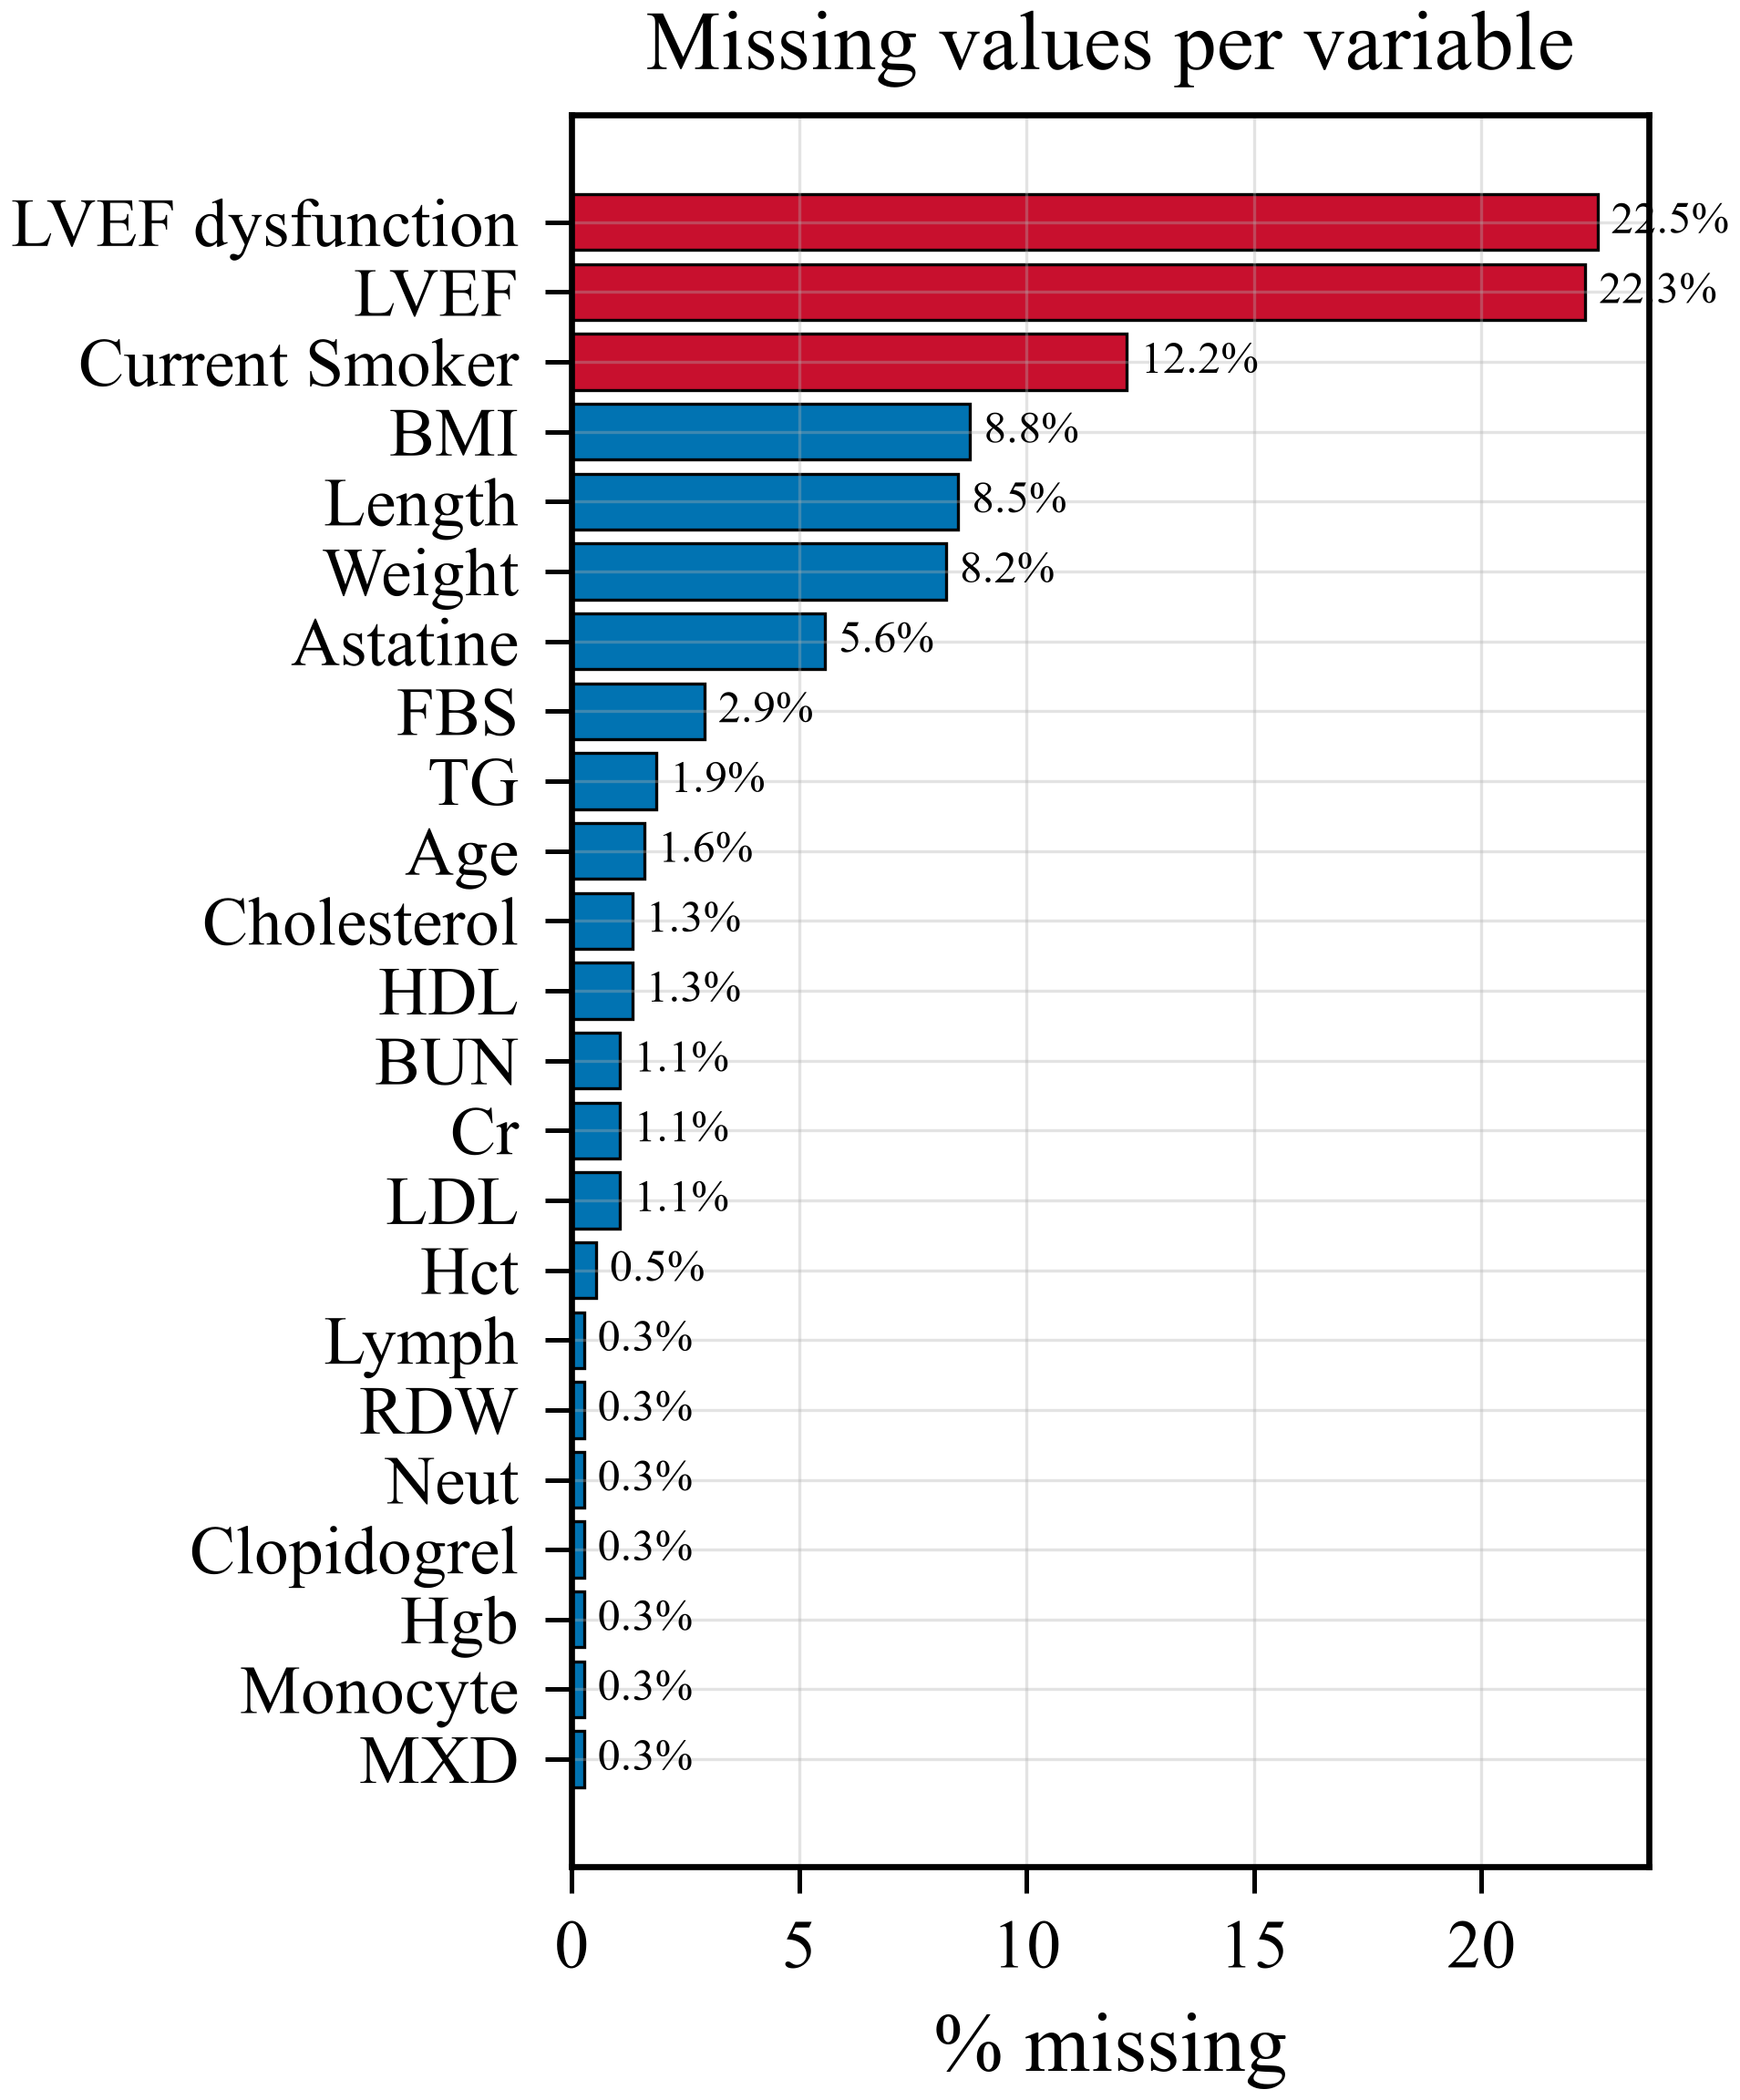 Missing values per variable
LVEF dysfunction 22.5%
LVEF 22.3%
Current Smoker 12.2%
BMI 8.8%
Length 8.5%
Weight 8.2%
Astatine 5.6%
FBS 2.9%
TG 1.9%
Age 1.6%
Cholesterol 1.3%
HDL 1.3%
BUN 1.1%
Cr 1.1%
LDL 1.1%
Hct 0.5%
Lymph 0.3%
RDW 0.3%
Neut 0.3%
Clopidogrel 0.3%
Hgb 0.3%
Monocyte 0.3%
MXD 0.3%
0 5 10 15 20
% missing